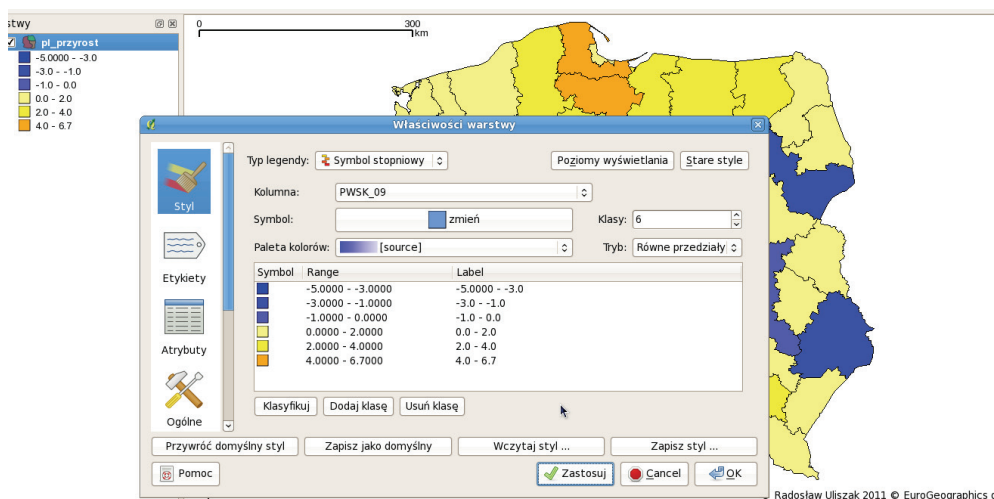 stwy
pl_przyrost
-5.0000 - -3.0
-3.0 - -1.0
-1.0 - 0.0
0.0 - 2.0
2.0 - 4.0
4.0 - 6.7
0 300
km
Właściwości warstwy
Styl
Etykiety
Atrybuty
Ogólne
Typ legendy: Symbol stopniowy Poziomy wyświetlania Stare style
Kolumna: PWSK_09
Symbol: zmień Klasy: 6
Paleta kolorów: [source] Tryb: Równe przedziały
Symbol Range Label
-5.0000 - -3.0000 -5.0000 - -3.0
-3.0000 - -1.0000 -3.0 - -1.0
-1.0000 - 0.0000 -1.0 - 0.0
0.0000 - 2.0000 0.0 - 2.0
2.0000 - 4.0000 2.0 - 4.0
4.0000 - 6.7000 4.0 - 6.7
Klasyfikuj Dodaj klasę Usuń klasę
Przywróć domyślny styl Zapisz jako domyślny Wczytaj styl ... Zapisz styl ...
Pomoc Zastosuj Cancel OK
Radosław Uliszak 2011 © EuroGeographics